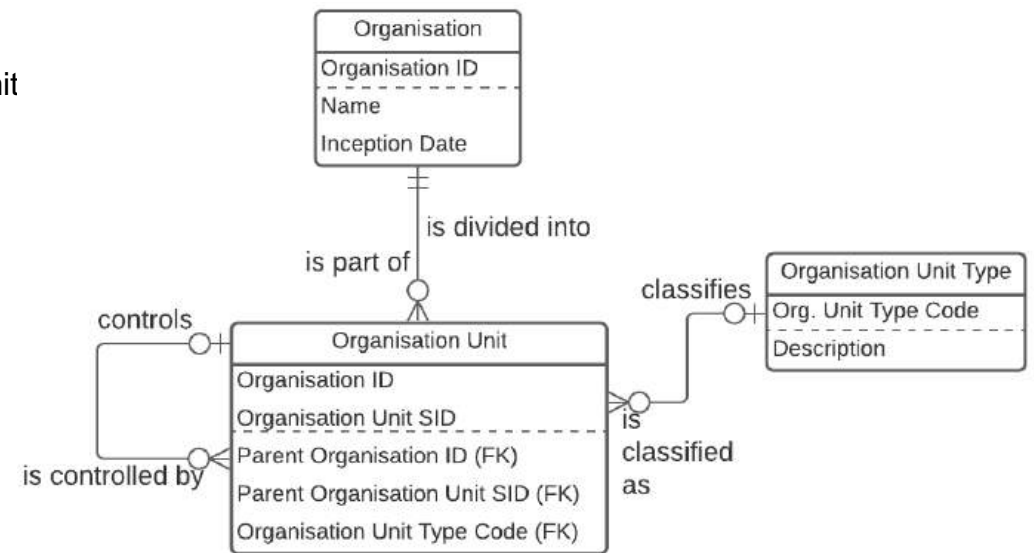 Organisation
Organisation ID
nit
Name
Inception Date
is divided into
is part of
Organisation Unit Type
classifies
Org. Unit Type Code
controls
Organisation Unit
Description
Organisation ID
Organisation Unit SID
is
classified
as
Parent Organisation ID (FK)
is controlled by
Parent Organisation Unit SID (FK)
Organisation Unit Type Code (FK)